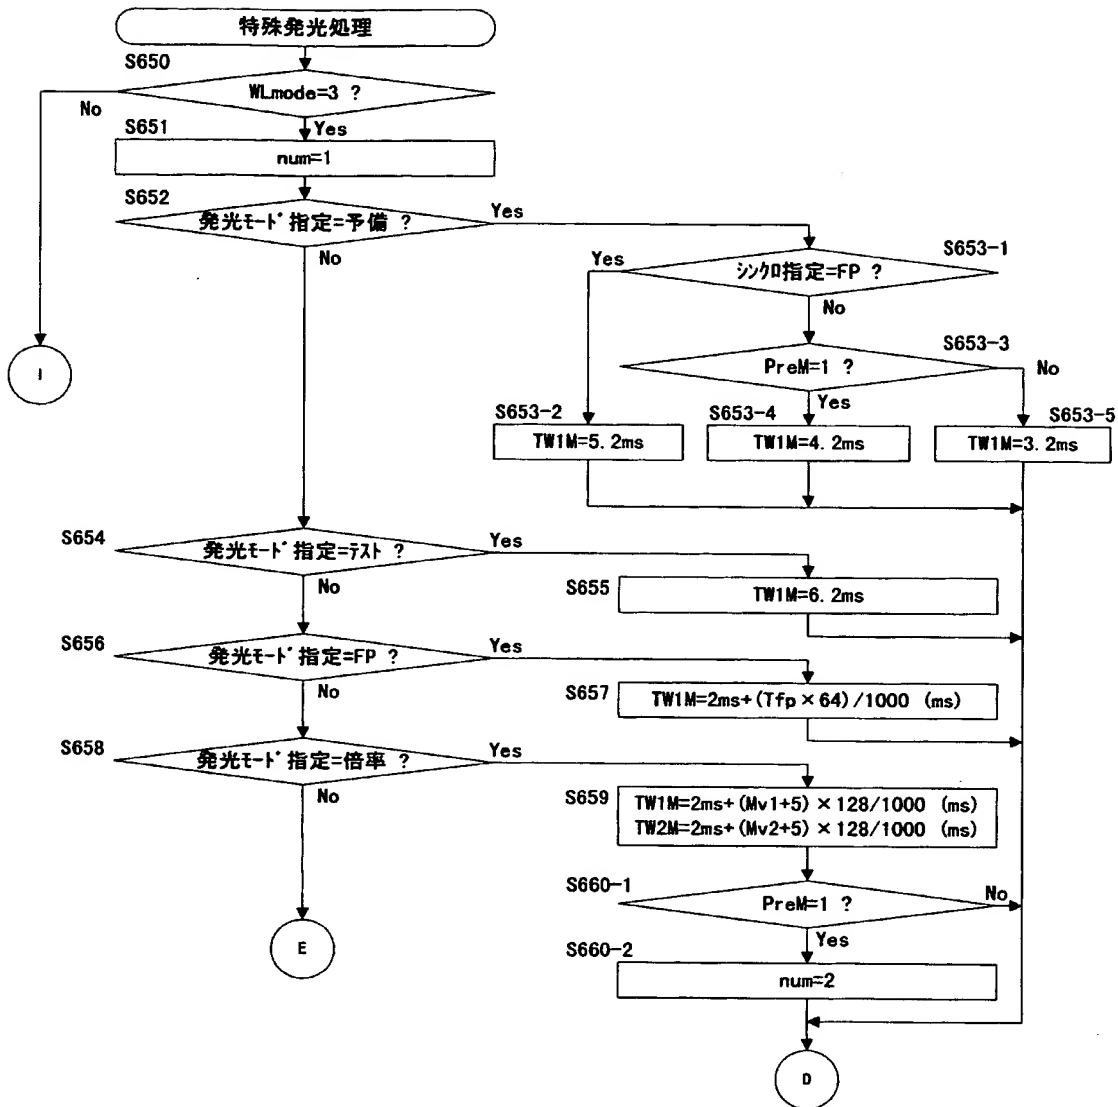 特殊発光処理
S650
WLmode=3 ?
No
Yes
S651
num=1
S652
発光モード指定=予備 ?
Yes
No
S653-1
シンクロ指定=FP ?
Yes
No
S653-3
PreM=1 ?
No
Yes
I
S653-2
TW1M=5.2ms
S653-4
TW1M=4.2ms
S653-5
TW1M=3.2ms
S654
発光モード指定=テスト ?
Yes
No
S655
TW1M=6.2ms
S656
発光モード指定=FP ?
Yes
No
S657
TW1M=2ms+(Tfp×64)/1000 (ms)
S658
発光モード指定=倍率 ?
Yes
No
S659
TW1M=2ms+(Mv1+5)×128/1000 (ms)
TW2M=2ms+(Mv2+5)×128/1000 (ms)
S660-1
PreM=1 ?
No
Yes
E
S660-2
num=2
D